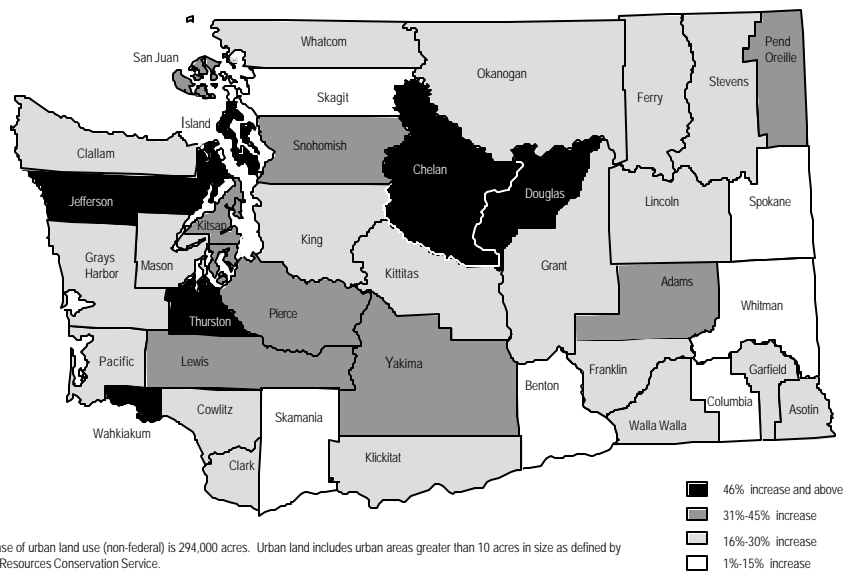 Whatcom
San Juan
Okanogan
Pend
Oreille
Stevens
Ferry
Skagit
Island
Snohomish
Clallam
Chelan
Douglas
Jefferson
Lincoln
Spokane
Kitsap
King
Grays
Harbor
Mason
Kittitas
Grant
Adams
Whitman
Thurston
Pierce
Pacific
Lewis
Yakima
Benton
Franklin
Garfield
Columbia
Asotin
Wahkiakum
Cowlitz
Skamania
Walla Walla
Clark
Klickitat
46% increase and above
31%-45% increase
16%-30% increase
1%-15% increase
se of urban land use (non-federal) is 294,000 acres. Urban land includes urban areas greater than 10 acres in size as defined by
Resources Conservation Service.